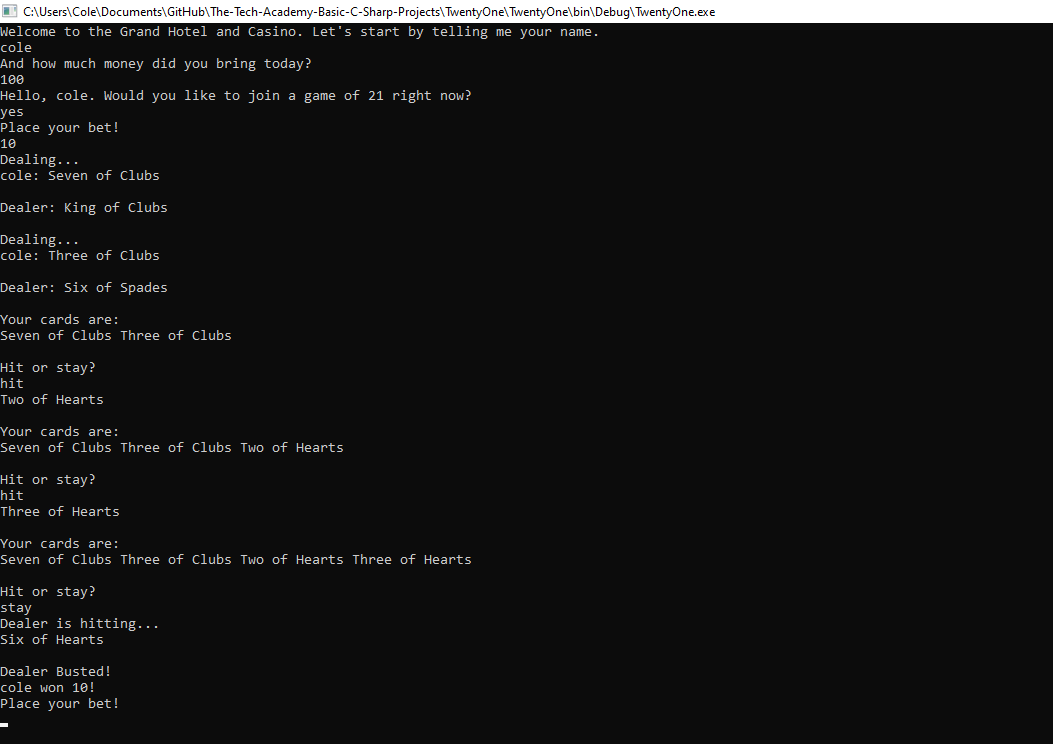 C:\Users\Cole\Documents\GitHub\The-Tech-Academy-Basic-C-Sharp-Projects\TwentyOne\TwentyOne\bin\Debug\TwentyOne.exe
Welcome to the Grand Hotel and Casino. Let's start by telling me your name.
cole
And how much money did you bring today?
100
Hello, cole. Would you like to join a game of 21 right now?
yes
Place your bet!
10
Dealing...
cole: Seven of Clubs
Dealer: King of Clubs
Dealing...
cole: Three of Clubs
Dealer: Six of Spades
Your cards are:
Seven of Clubs Three of Clubs
Hit or stay?
hit
Two of Hearts
Your cards are:
Seven of Clubs Three of Clubs Two of Hearts
Hit or stay?
hit
Three of Hearts
Your cards are:
Seven of Clubs Three of Clubs Two of Hearts Three of Hearts
Hit or stay?
stay
Dealer is hitting...
Six of Hearts
Dealer Busted!
cole won 10!
Place your bet!